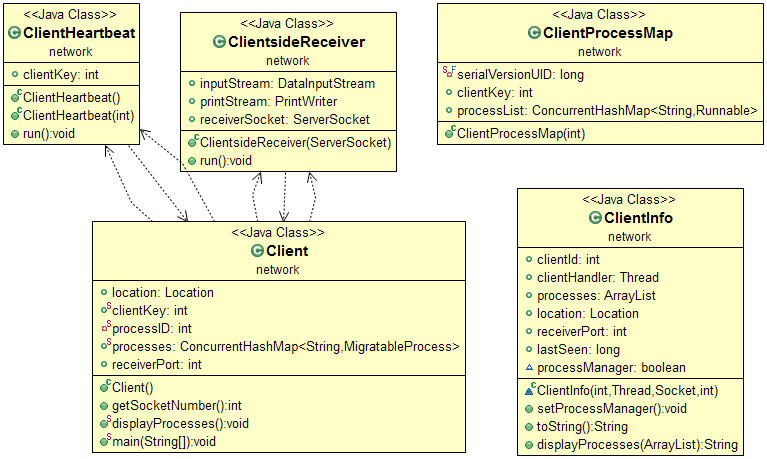 <<Java Class>>
ClientHeartbeat
network
clientKey: int
ClientHeartbeat()
ClientHeartbeat(int)
run():void
<<Java Class>>
ClientsideReceiver
network
inputStream: DataInputStream
printStream: PrintWriter
receiverSocket: ServerSocket
ClientsideReceiver(ServerSocket)
run():void
<<Java Class>>
ClientProcessMap
network
serialVersionUID: long
clientKey: int
processList: ConcurrentHashMap<String,Runnable>
ClientProcessMap(int)
<<Java Class>>
Client
network
location: Location
clientKey: int
processID: int
processes: ConcurrentHashMap<String,MigratableProcess>
receiverPort: int
Client()
getSocketNumber():int
displayProcesses():void
main(String[]):void
<<Java Class>>
ClientInfo
network
clientId: int
clientHandler: Thread
processes: ArrayList
location: Location
receiverPort: int
lastSeen: long
processManager: boolean
ClientInfo(int,Thread,Socket,int)
setProcessManager():void
toString():String
displayProcesses(ArrayList):String